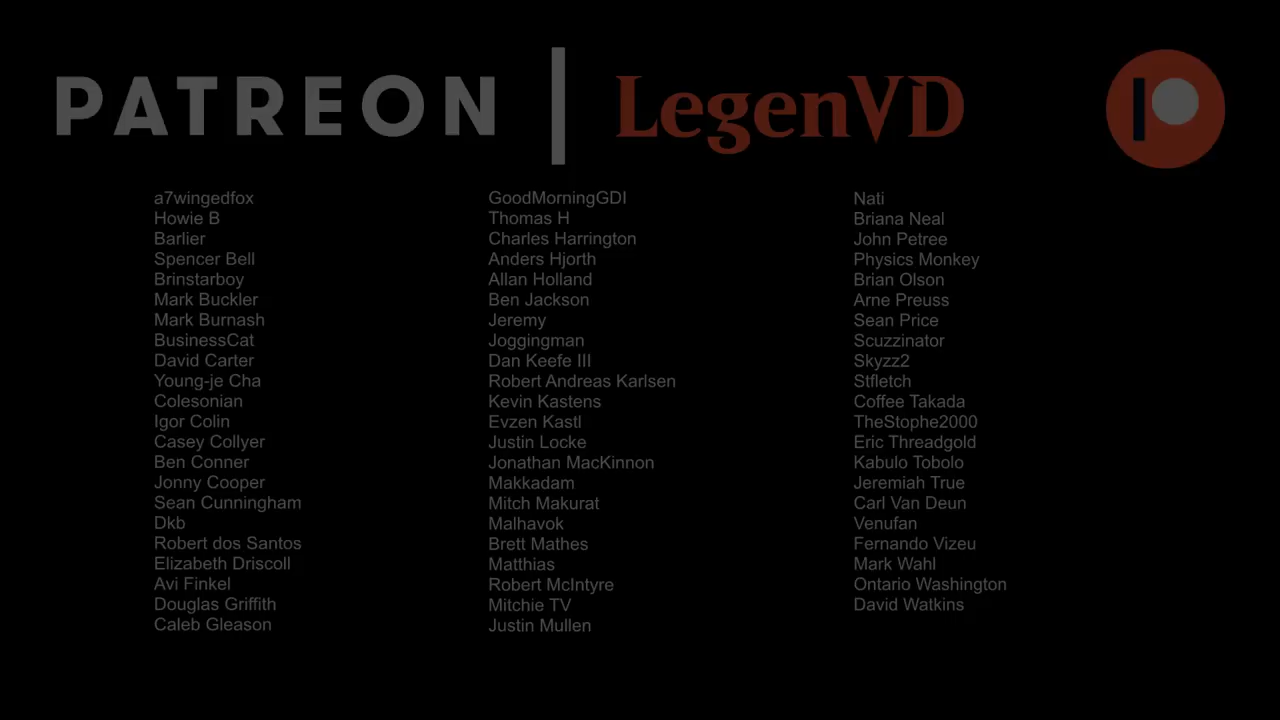 PATREON | LegenVD
a7wingedfox
Howie B
Barlier
Spencer Bell
Brinstarboy
Mark Buckler
Mark Burnash
BusinessCat
David Carter
Young-je Cha
Colesonian
Igor Colin
Casey Collyer
Ben Conner
Jonny Cooper
Sean Cunningham
Dkb
Robert dos Santos
Elizabeth Driscoll
Avi Finkel
Douglas Griffith
Caleb Gleason
GoodMorningGDI
Thomas H
Charles Harrington
Anders Hjorth
Allan Holland
Ben Jackson
Jeremy
Joggingman
Dan Keefe III
Robert Andreas Karlsen
Kevin Kastens
Evzen Kastl
Justin Locke
Jonathan MacKinnon
Makkadam
Mitch Makurat
Malhavok
Brett Mathes
Matthias
Robert McIntyre
Mitchie TV
Justin Mullen
Nati
Briana Neal
John Petree
Physics Monkey
Brian Olson
Arne Preuss
Sean Price
Scuzzinator
Skyzz2
Stfletch
Coffee Takada
TheStophe2000
Eric Threadgold
Kabulo Tobolo
Jeremiah True
Carl Van Deun
Venufan
Fernando Vizeu
Mark Wahl
Ontario Washington
David Watkins